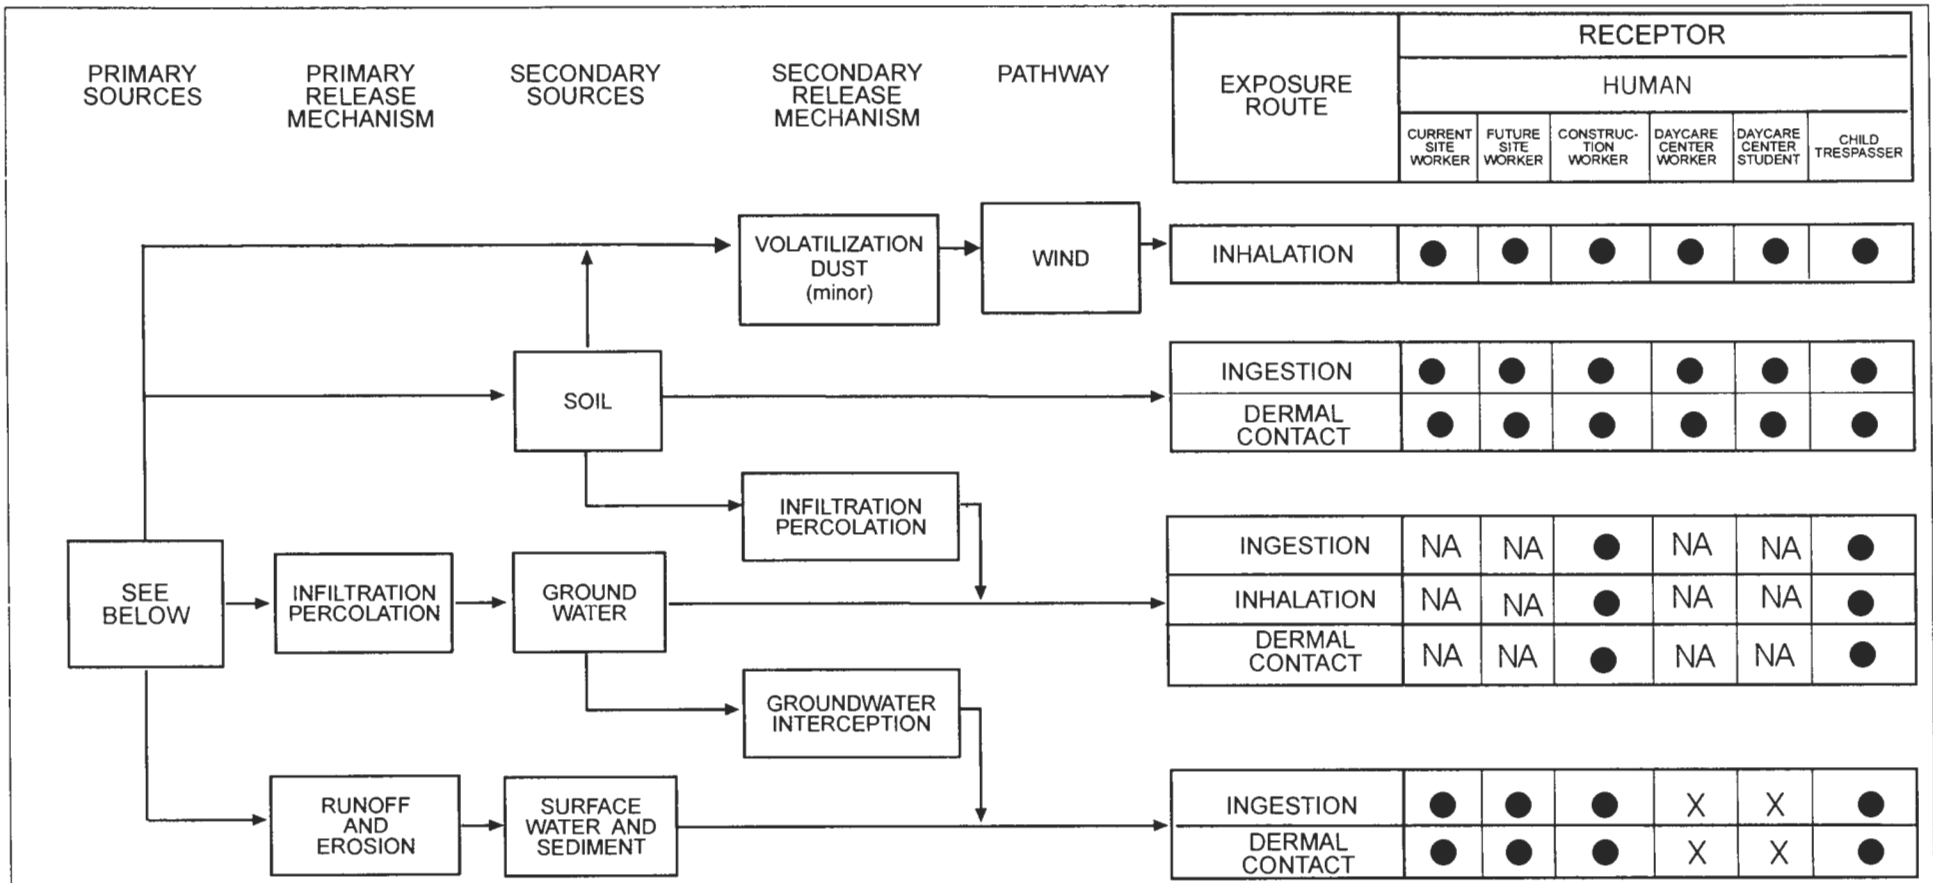 PRIMARY
SOURCES
PRIMARY
RELEASE
MECHANISM
SECONDARY
SOURCES
SECONDARY
RELEASE
MECHANISM
PATHWAY
EXPOSURE
ROUTE
RECEPTOR
HUMAN
CURRENT
SITE
WORKER
FUTURE
SITE
WORKER
CONSTRUC-
TION
WORKER
DAYCARE
CENTER
WORKER
DAYCARE
CENTER
STUDENT
CHILD
TRESPASSER
VOLATILIZATION
DUST
(minor)
WIND
INHALATION
SOIL
INGESTION
DERMAL
CONTACT
INFILTRATION
PERCOLATION
SEE
BELOW
INFILTRATION
PERCOLATION
GROUND
WATER
INGESTION NA NA NA NA
INHALATION NA NA NA NA
DERMAL
CONTACT NA NA NA NA
GROUNDWATER
INTERCEPTION
RUNOFF
AND
EROSION
SURFACE
WATER AND
SEDIMENT
INGESTION X X
DERMAL
CONTACT X X